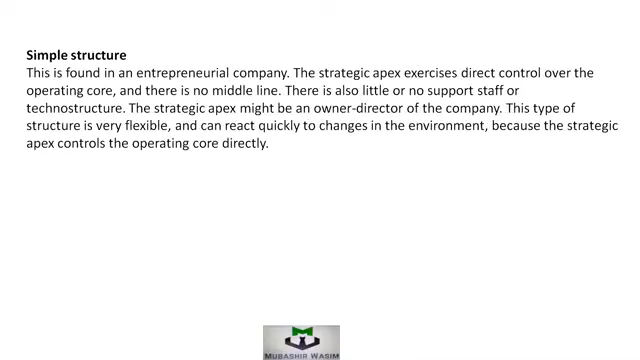 Simple structure
This is found in an entrepreneurial company. The strategic apex exercises direct control over the
operating core, and there is no middle line. There is also little or no support staff or
technostructure. The strategic apex might be an owner-director of the company. This type of
structure is very flexible, and can react quickly to changes in the environment, because the strategic
apex controls the operating core directly.
MUBASHIR WASIM